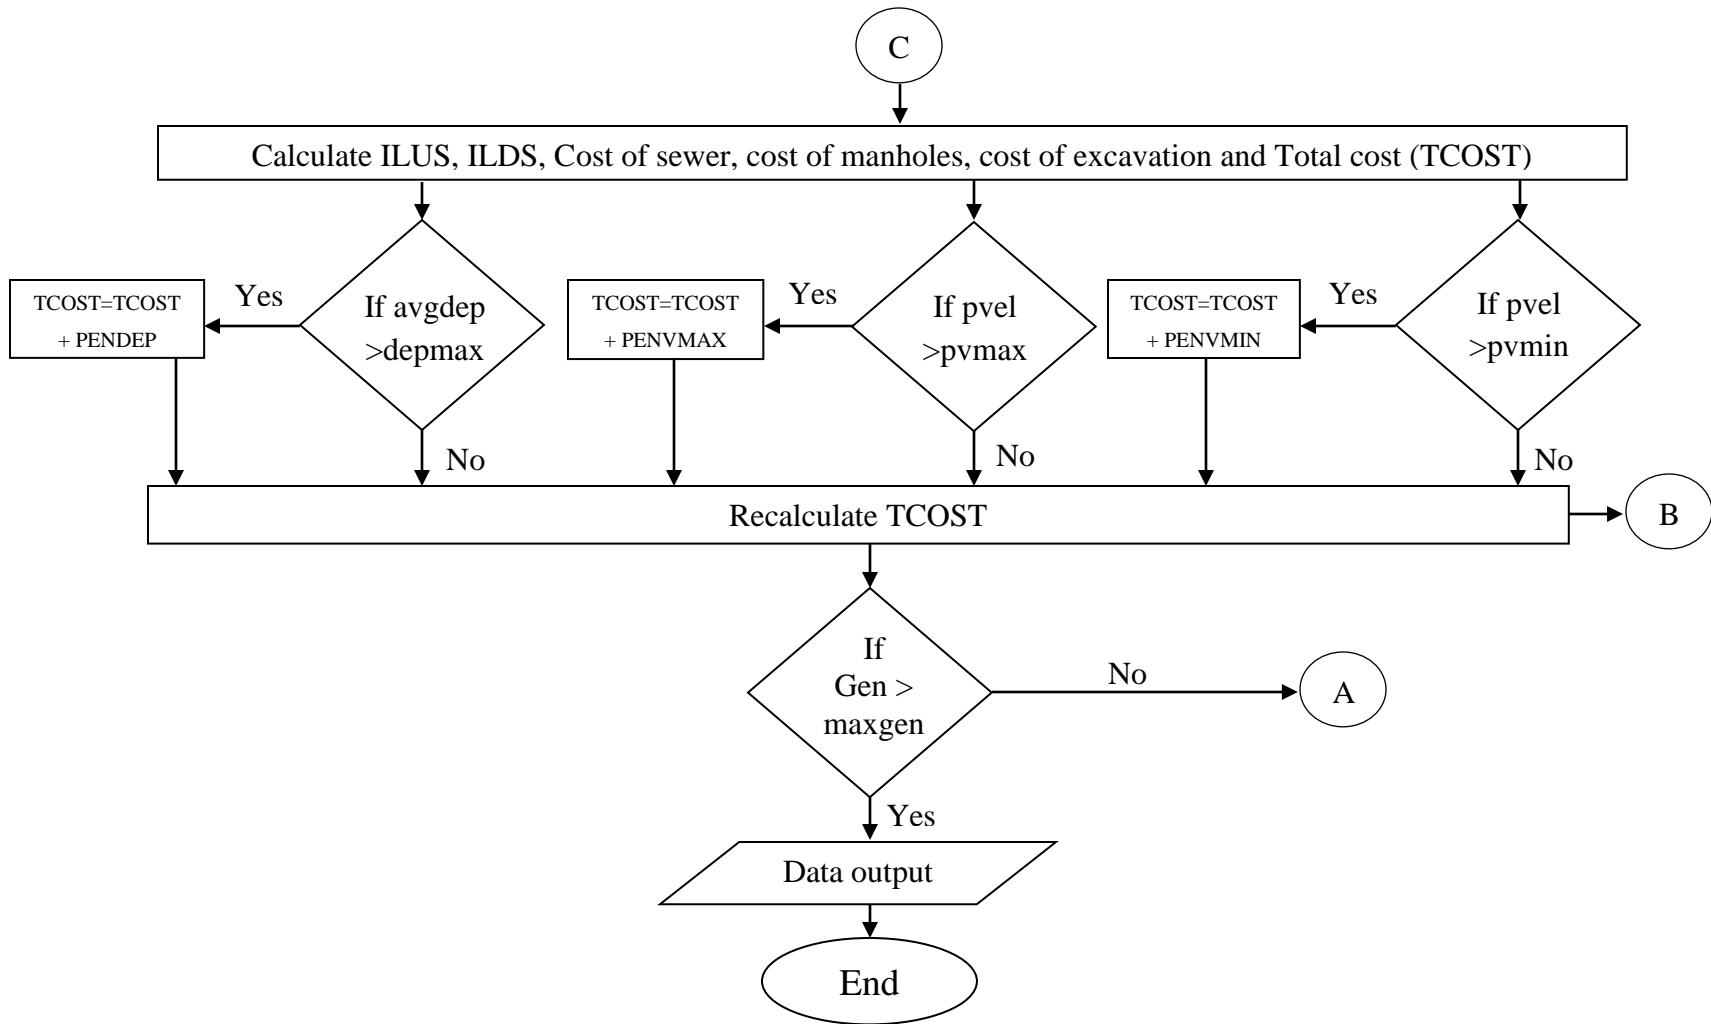 C
Calculate ILUS, ILDS, Cost of sewer, cost of manholes, cost of excavation and Total cost (TCOST)
TCOST=TCOST
+ PENDEP
Yes
If avgdep
>depmax
No
TCOST=TCOST
+ PENVMAX
Yes
If pvel
>pvmax
No
TCOST=TCOST
+ PENVMIN
Yes
If pvel
>pvmin
No
Recalculate TCOST
B
If
Gen >
maxgen
No
A
Yes
Data output
End